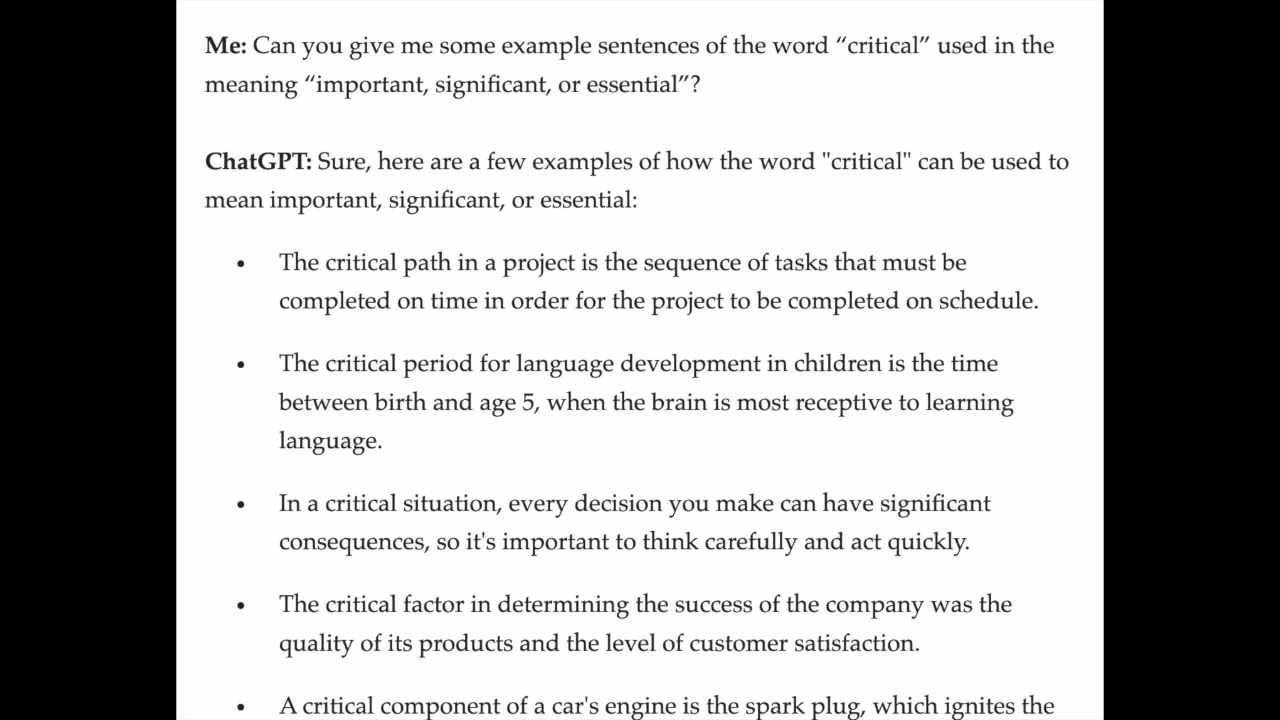 Me: Can you give me some example sentences of the word “critical” used in the
meaning “important, significant, or essential”?
ChatGPT: Sure, here are a few examples of how the word "critical" can be used to
mean important, significant, or essential:
• The critical path in a project is the sequence of tasks that must be
completed on time in order for the project to be completed on schedule.
• The critical period for language development in children is the time
between birth and age 5, when the brain is most receptive to learning
language.
• In a critical situation, every decision you make can have significant
consequences, so it's important to think carefully and act quickly.
• The critical factor in determining the success of the company was the
quality of its products and the level of customer satisfaction.
• A critical component of a car's engine is the spark plug, which ignites the